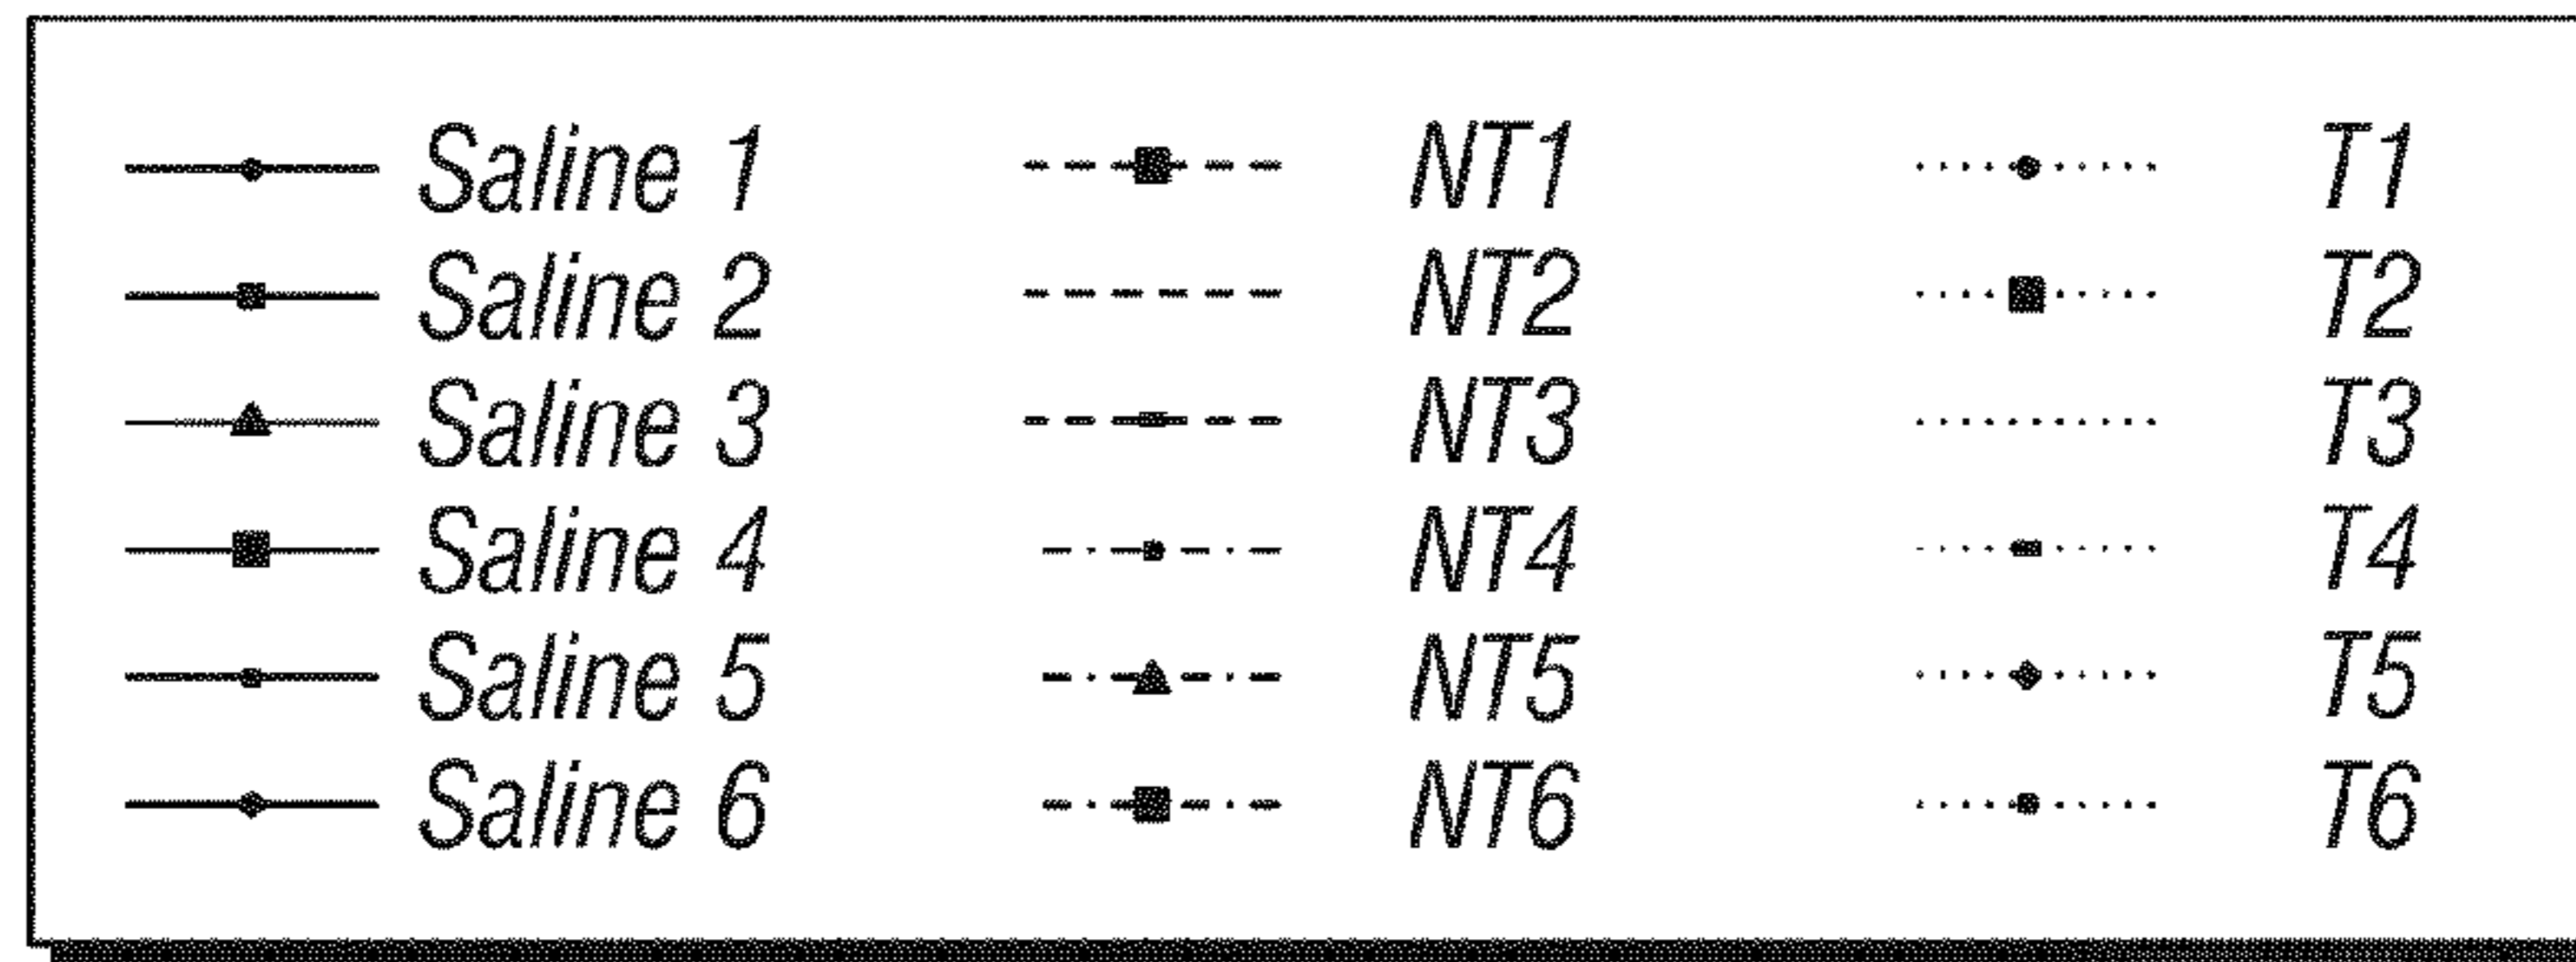 Saline 1 NT1 T1
Saline 2 NT2 T2
Saline 3 NT3 T3
Saline 4 NT4 T4
Saline 5 NT5 T5
Saline 6 NT6 T6